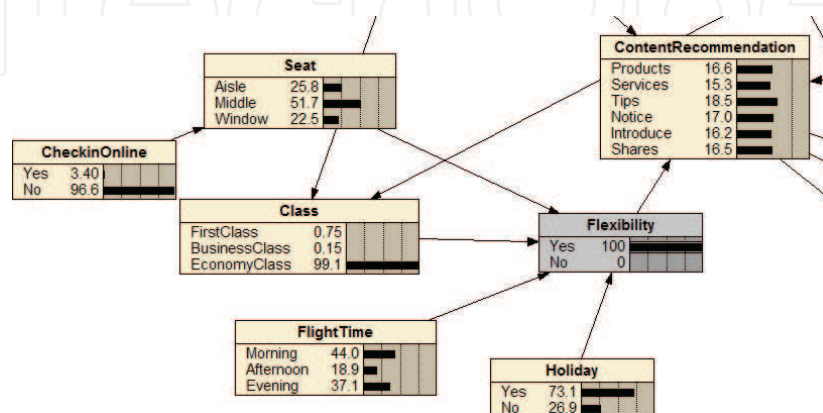 ContentRecommendation
Products 16.6
Services 15.3
Tips 18.5
Notice 17.0
Introduce 16.2
Shares 16.5
Seat
Aisle 25.8
Middle 51.7
Window 22.5
CheckinOnline
Yes 3.40
No 96.6
Class
FirstClass 0.75
BusinessClass 0.15
EconomyClass 99.1
Flexibility
Yes 100
No 0
FlightTime
Morning 44.0
Afternoon 18.9
Evening 37.1
Holiday
Yes 73.1
No 26.9